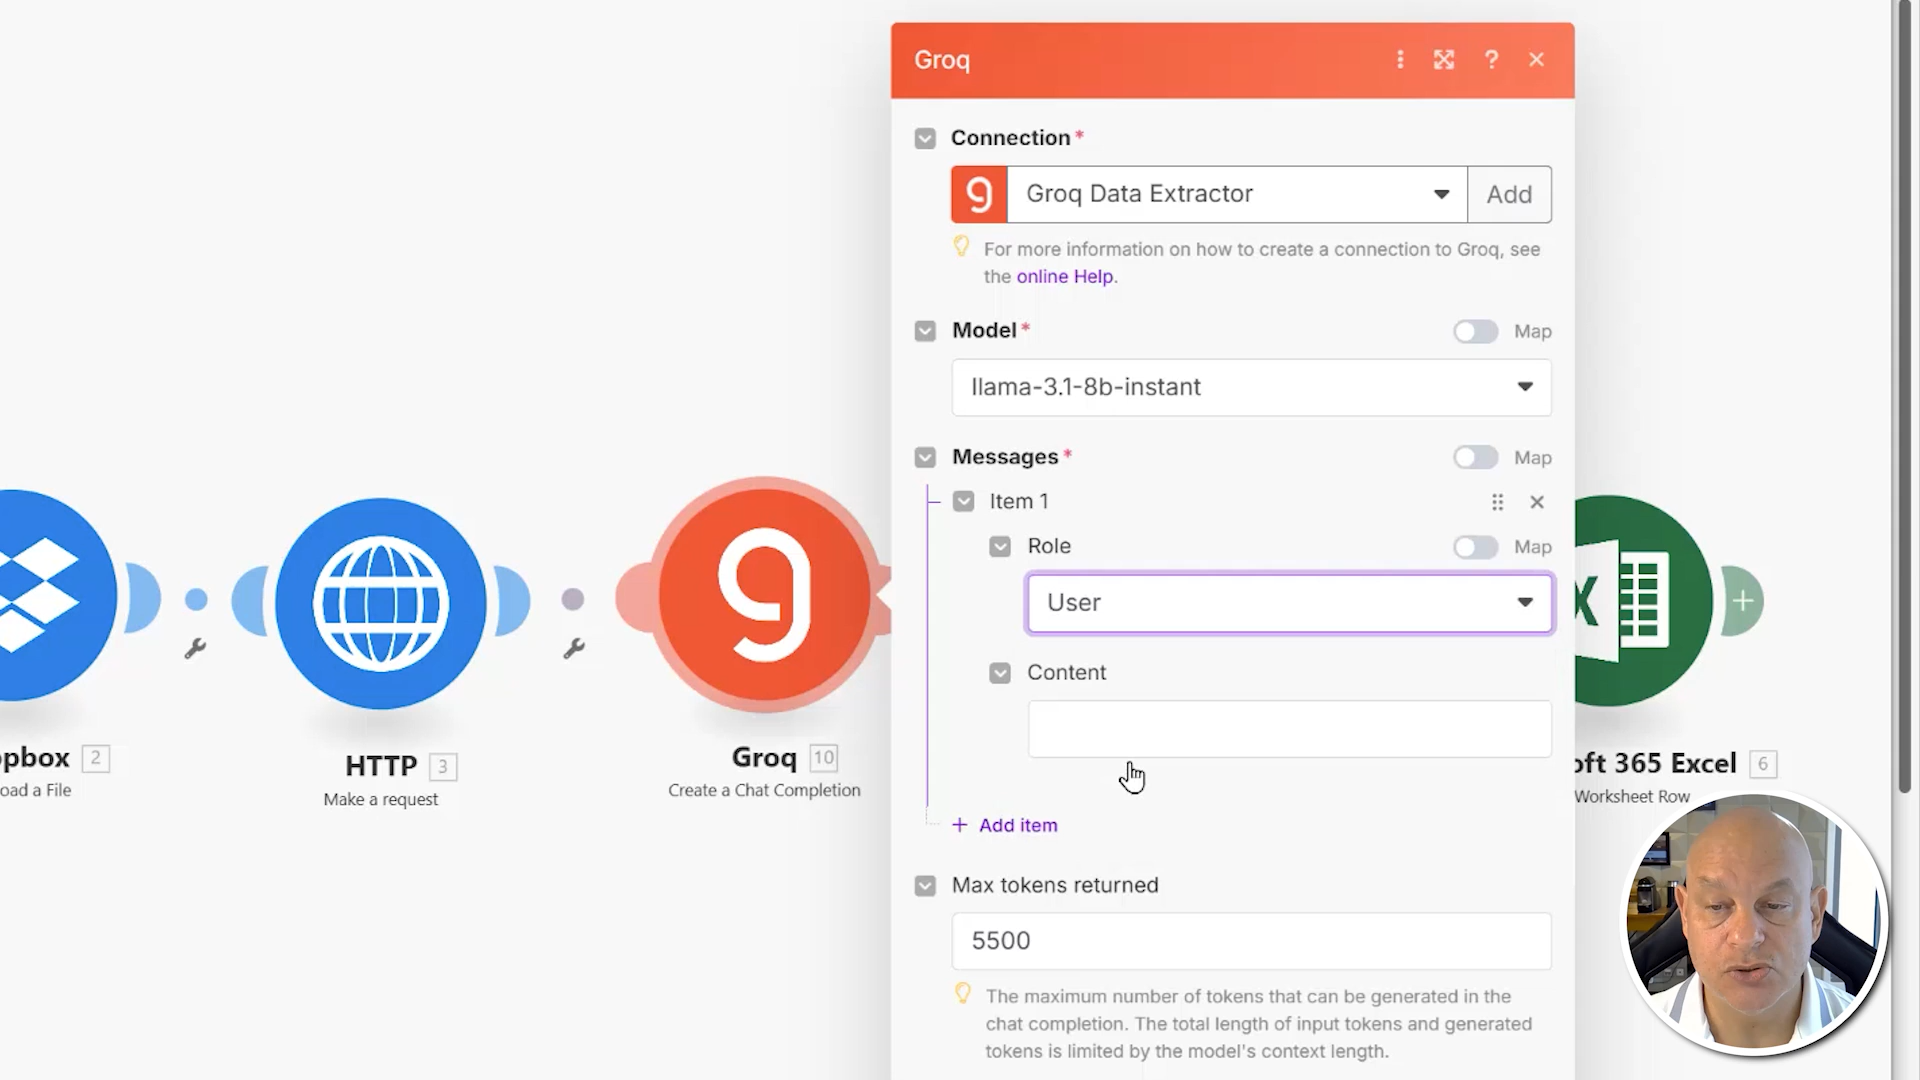 Groq
Connection *
Groq Data Extractor
Add
For more information on how to create a connection to Groq, see
the online Help.
Model *
Map
llama-3.1-8b-instant
Messages *
Map
Item 1
Role
Map
User
Content
+ Add item
Max tokens returned
5500
The maximum number of tokens that can be generated in the
chat completion. The total length of input tokens and generated
tokens is limited by the model's context length.
pbox 2
oad a File
HTTP 3
Make a request
Groq 10
Create a Chat Completion
oft 365 Excel 6
Worksheet Row